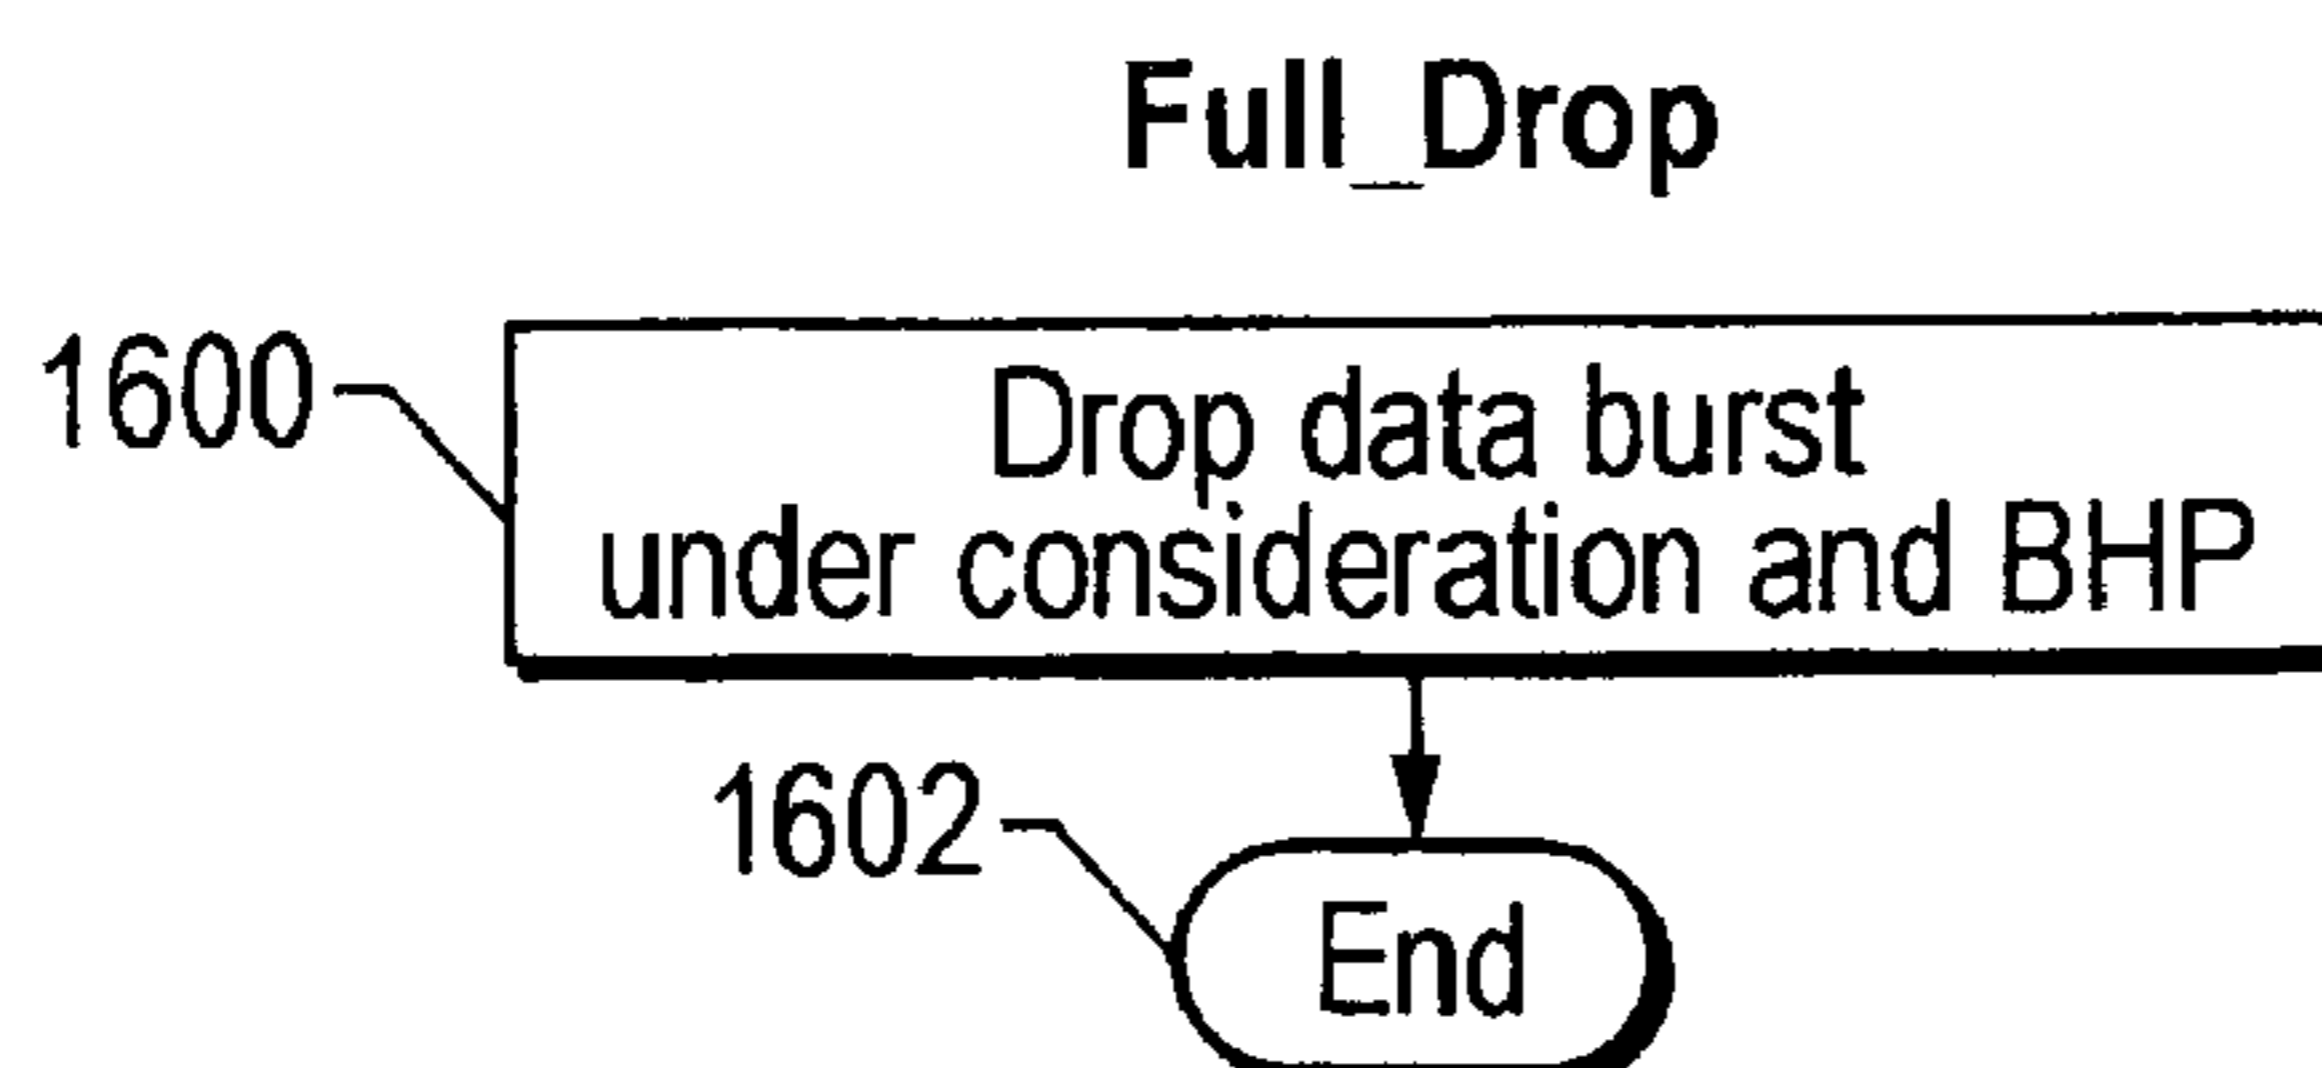 Full_Drop
1600
Drop data burst
under consideration and BHP
1602
End